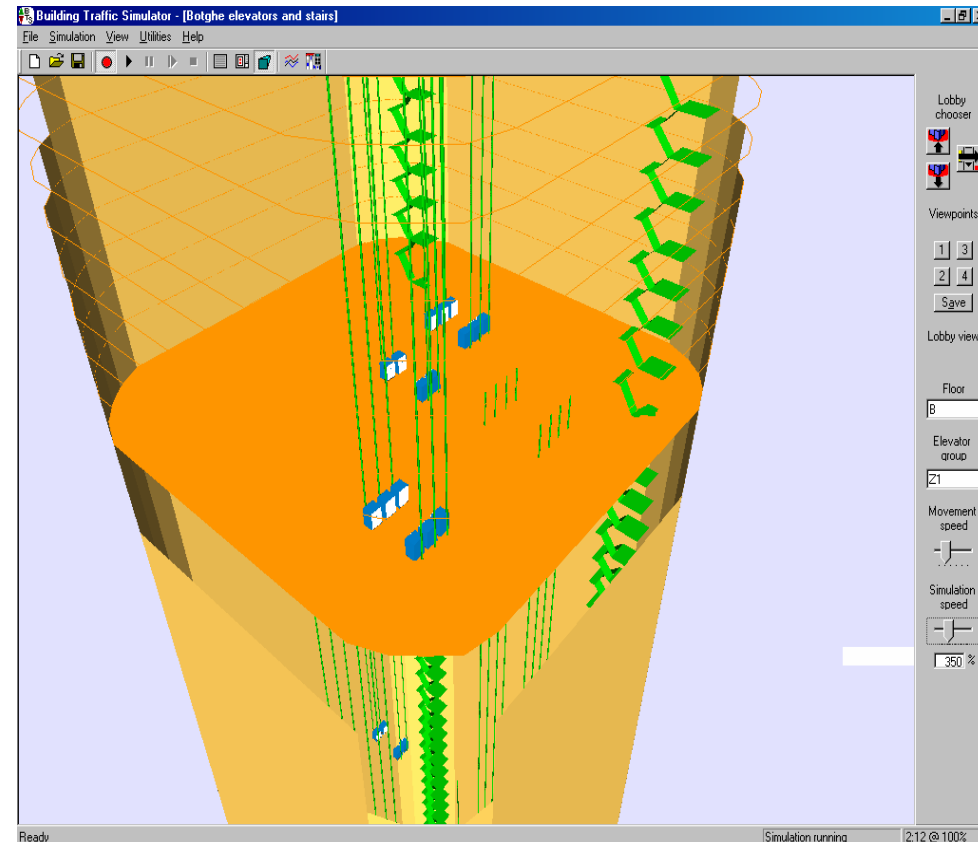 Building Traffic Simulator - [Botghe elevators and stairs]
File Simulation View Utilities Help
Lobby
chooser
Viewpoints
1 3
2 4
Save
Lobby view
Floor
B
Elevator
group
Z1
Movement
speed
Simulation
speed
350 %
Ready
Simulation running
2:12 @ 100%